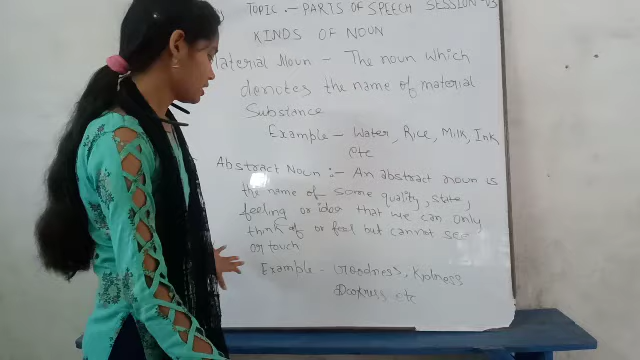 TOPIC :- PARTS OF SPEECH SESSION - 03
KINDS OF NOUN
Material Noun - The noun which
denotes the name of material
Substance
Example - Water, Rice, Milk, Ink,
etc
Abstract Noun :- An abstract noun is
the name of some quality, state,
feeling or idea that we can only
think of or feel but cannot see
or touch
Example - Goodness, Kindness
Darkness etc